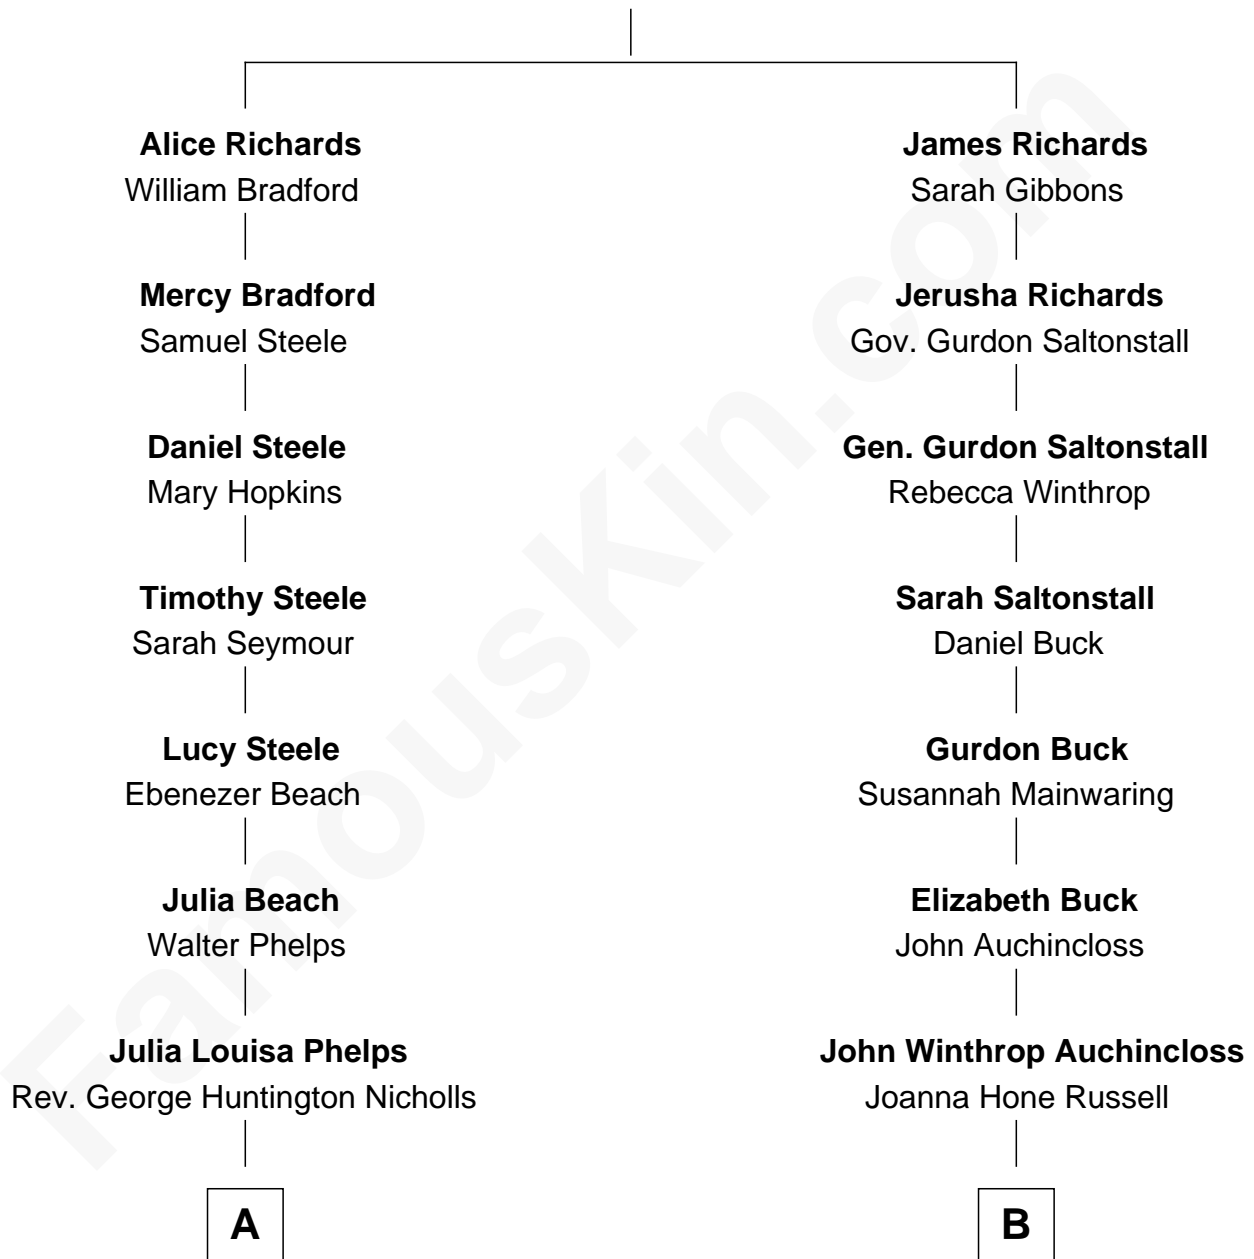 Alice Richards
William Bradford
Mercy Bradford
Samuel Steele
Daniel Steele
Mary Hopkins
Timothy Steele
Sarah Seymour
Lucy Steele
Ebenezer Beach
Julia Beach
Walter Phelps
Julia Louisa Phelps
Rev. George Huntington Nicholls
A
James Richards
Sarah Gibbons
Jerusha Richards
Gov. Gurdon Saltonstall
Gen. Gurdon Saltonstall
Rebecca Winthrop
Sarah Saltonstall
Daniel Buck
Gurdon Buck
Susannah Mainwaring
Elizabeth Buck
John Auchincloss
John Winthrop Auchincloss
Joanna Hone Russell
B
FamousKin.com